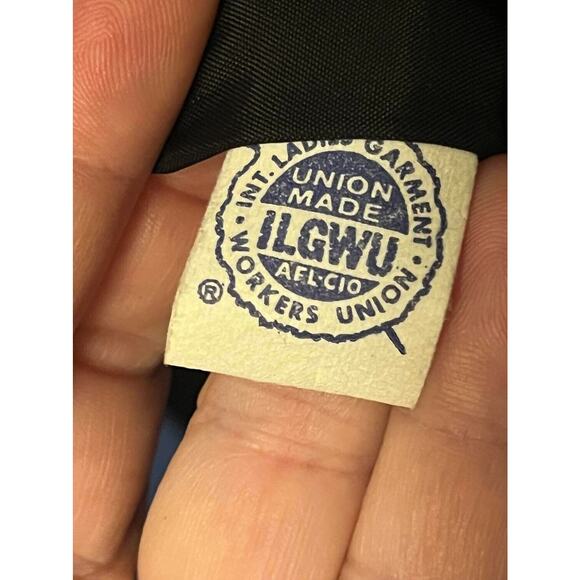 INT. LADIES GARMENT
WORKERS UNION
UNION
MADE
ILGWU
AFL-CIO
®